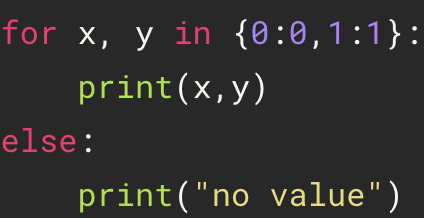 for x, y in {0:0,1:1}:
    print(x,y)
else:
    print("no value")